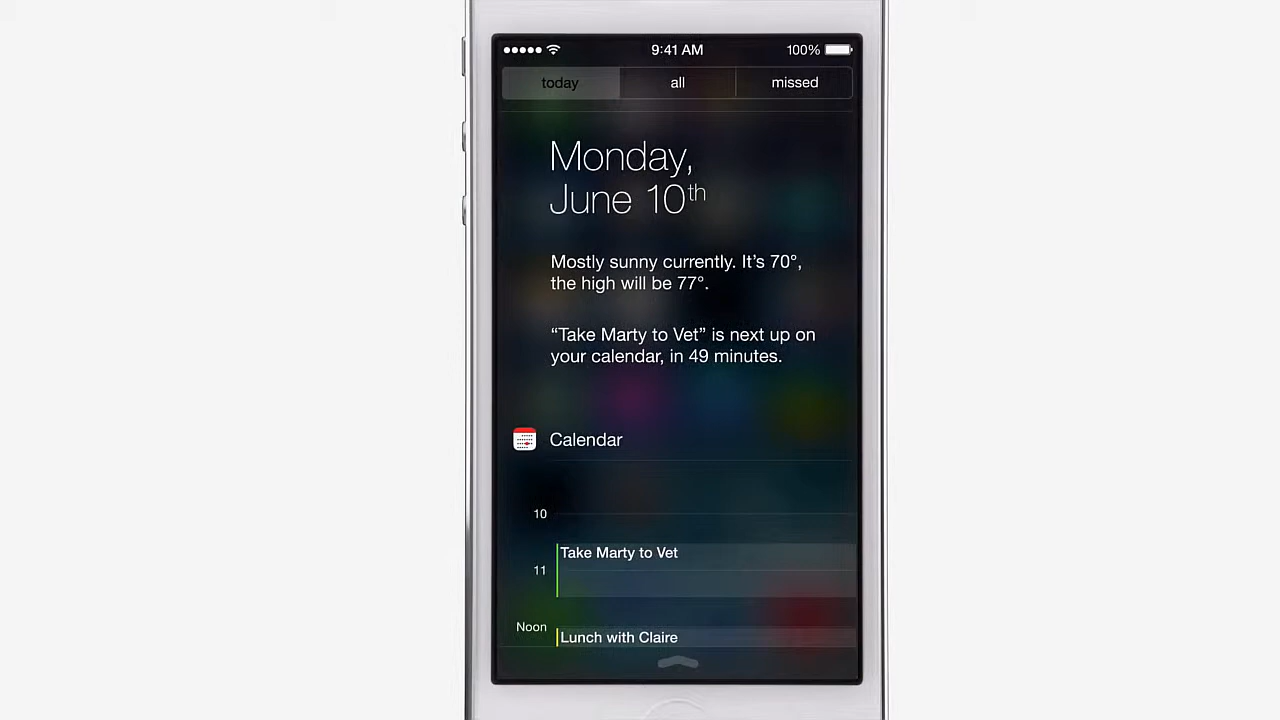 9:41 AM 100%
today all missed
Monday,
June 10th
Mostly sunny currently. It’s 70°,
the high will be 77°.
“Take Marty to Vet” is next up on
your calendar, in 49 minutes.
Calendar
10
Take Marty to Vet
11
Noon
Lunch with Claire